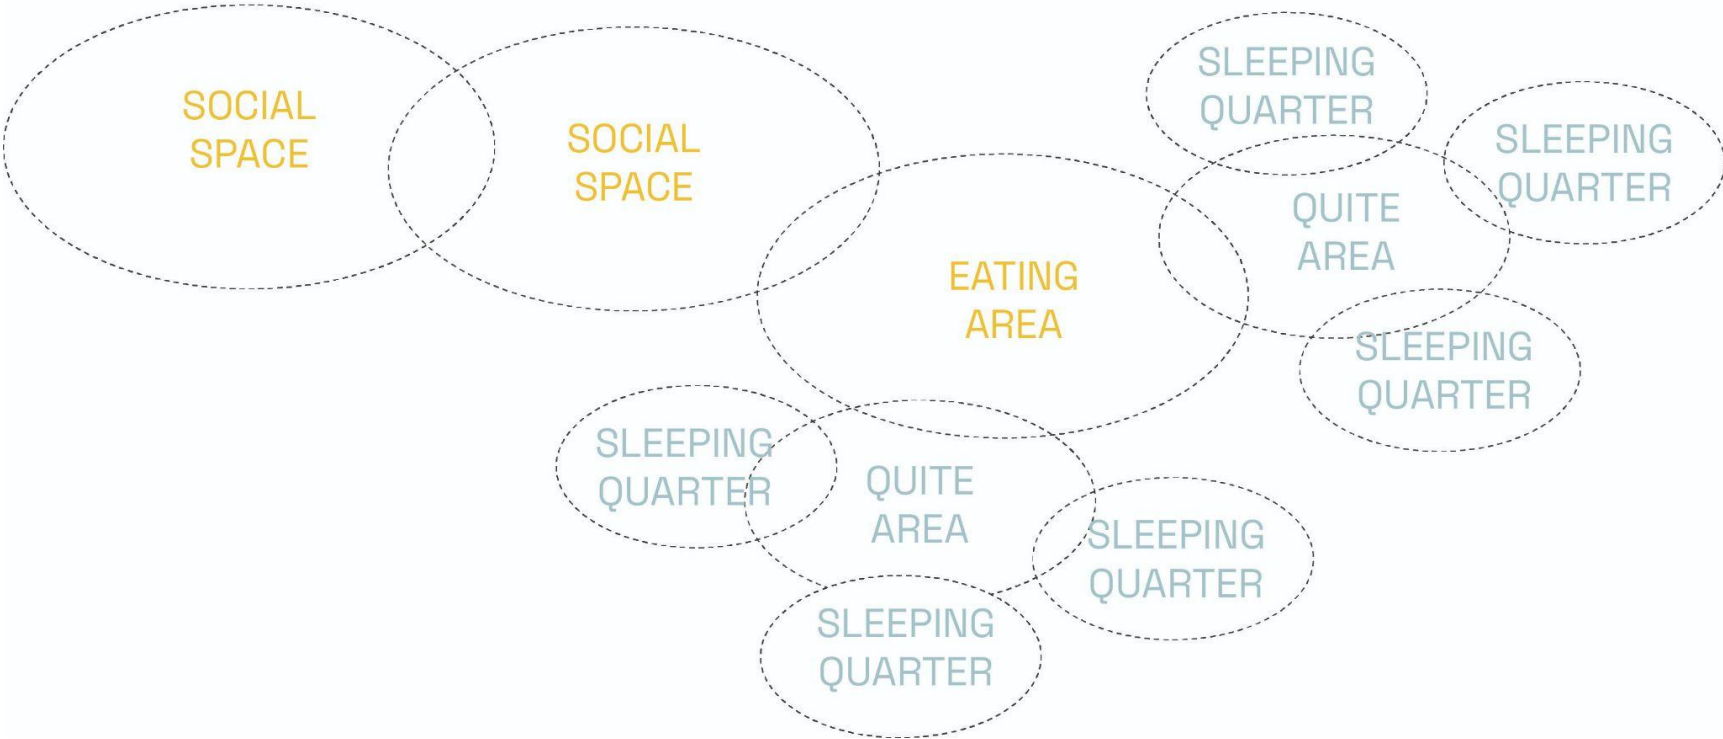 SOCIAL
SPACE
SOCIAL
SPACE
EATING
AREA
SLEEPING
QUARTER
SLEEPING
QUARTER
QUITE
AREA
SLEEPING
QUARTER
SLEEPING
QUARTER
QUITE
AREA
SLEEPING
QUARTER
SLEEPING
QUARTER